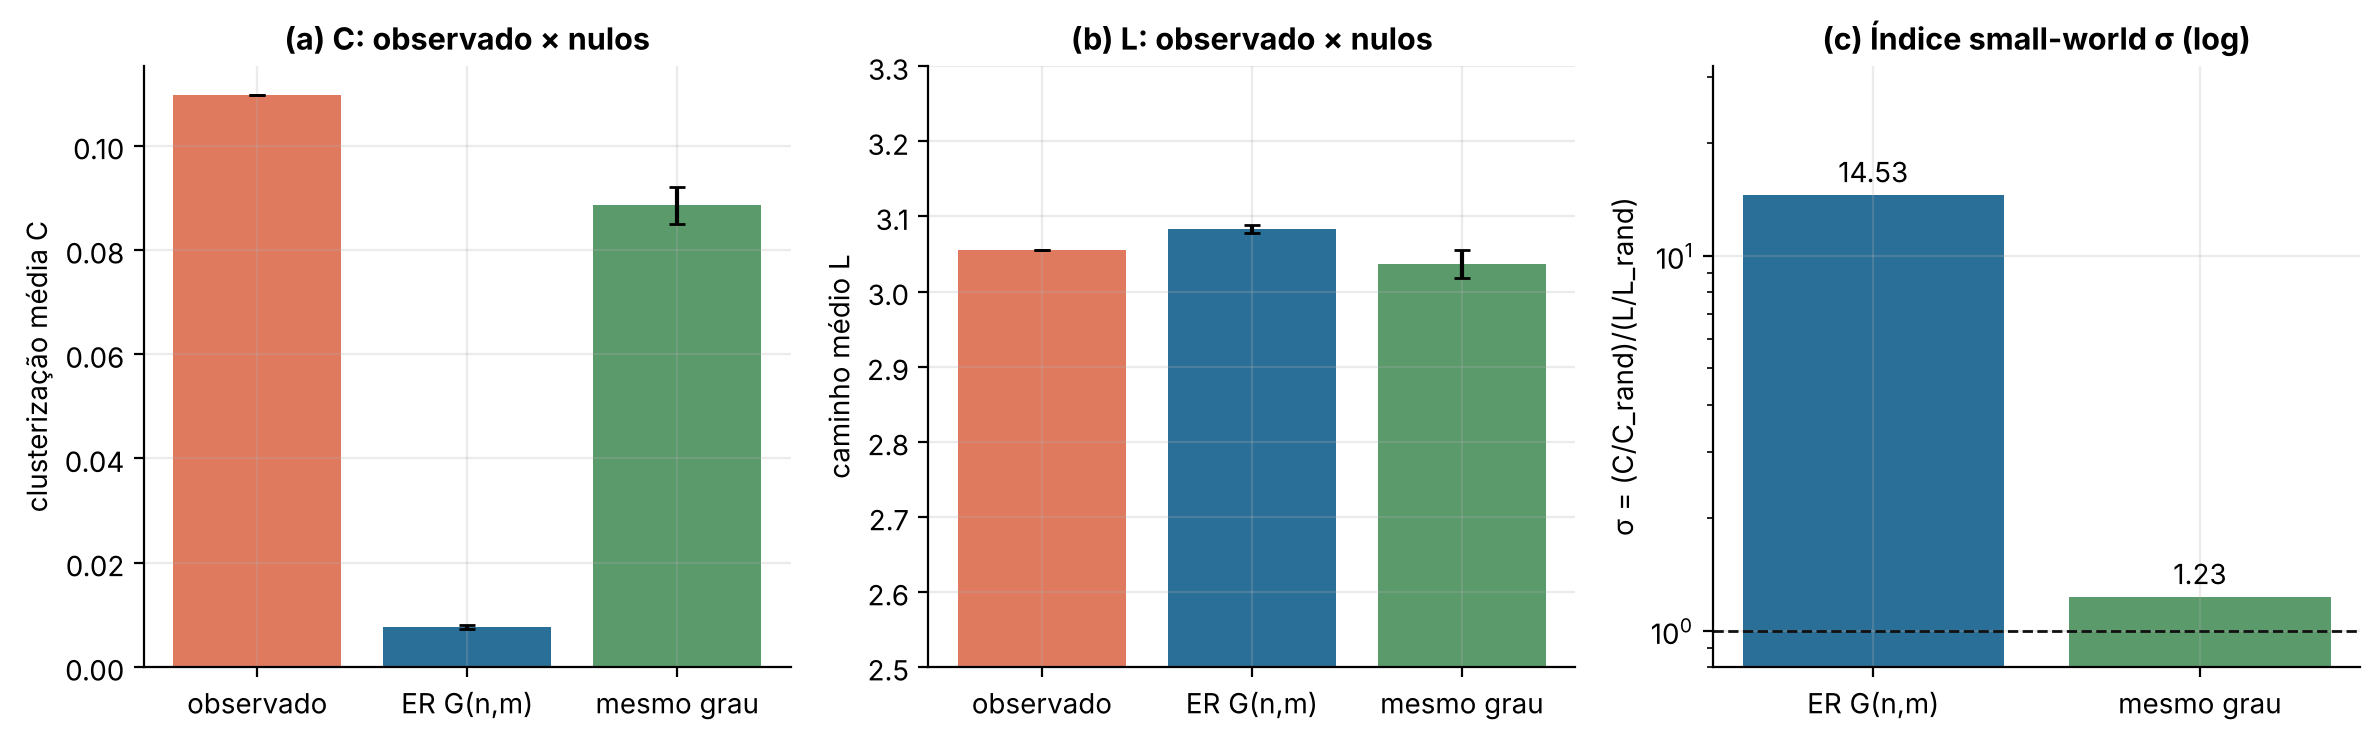 (a) C: observado × nulos
clusterização média C
0.10
0.08
0.06
0.04
0.02
0.00
observado
ER G(n,m)
mesmo grau
(b) L: observado × nulos
caminho médio L
3.3
3.2
3.1
3.0
2.9
2.8
2.7
2.6
2.5
observado
ER G(n,m)
mesmo grau
(c) Índice small-world σ (log)
σ = (C/C_rand)/(L/L_rand)
10¹
10⁰
14.53
1.23
ER G(n,m)
mesmo grau